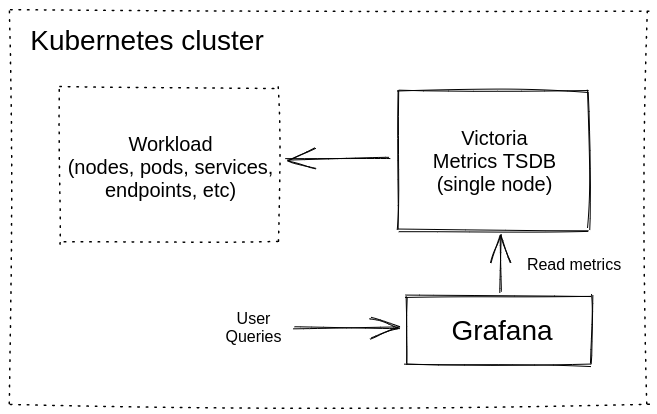 Kubernetes cluster
Workload
(nodes, pods, services,
endpoints, etc)
Victoria
Metrics TSDB
(single node)
Read metrics
User
Queries
Grafana